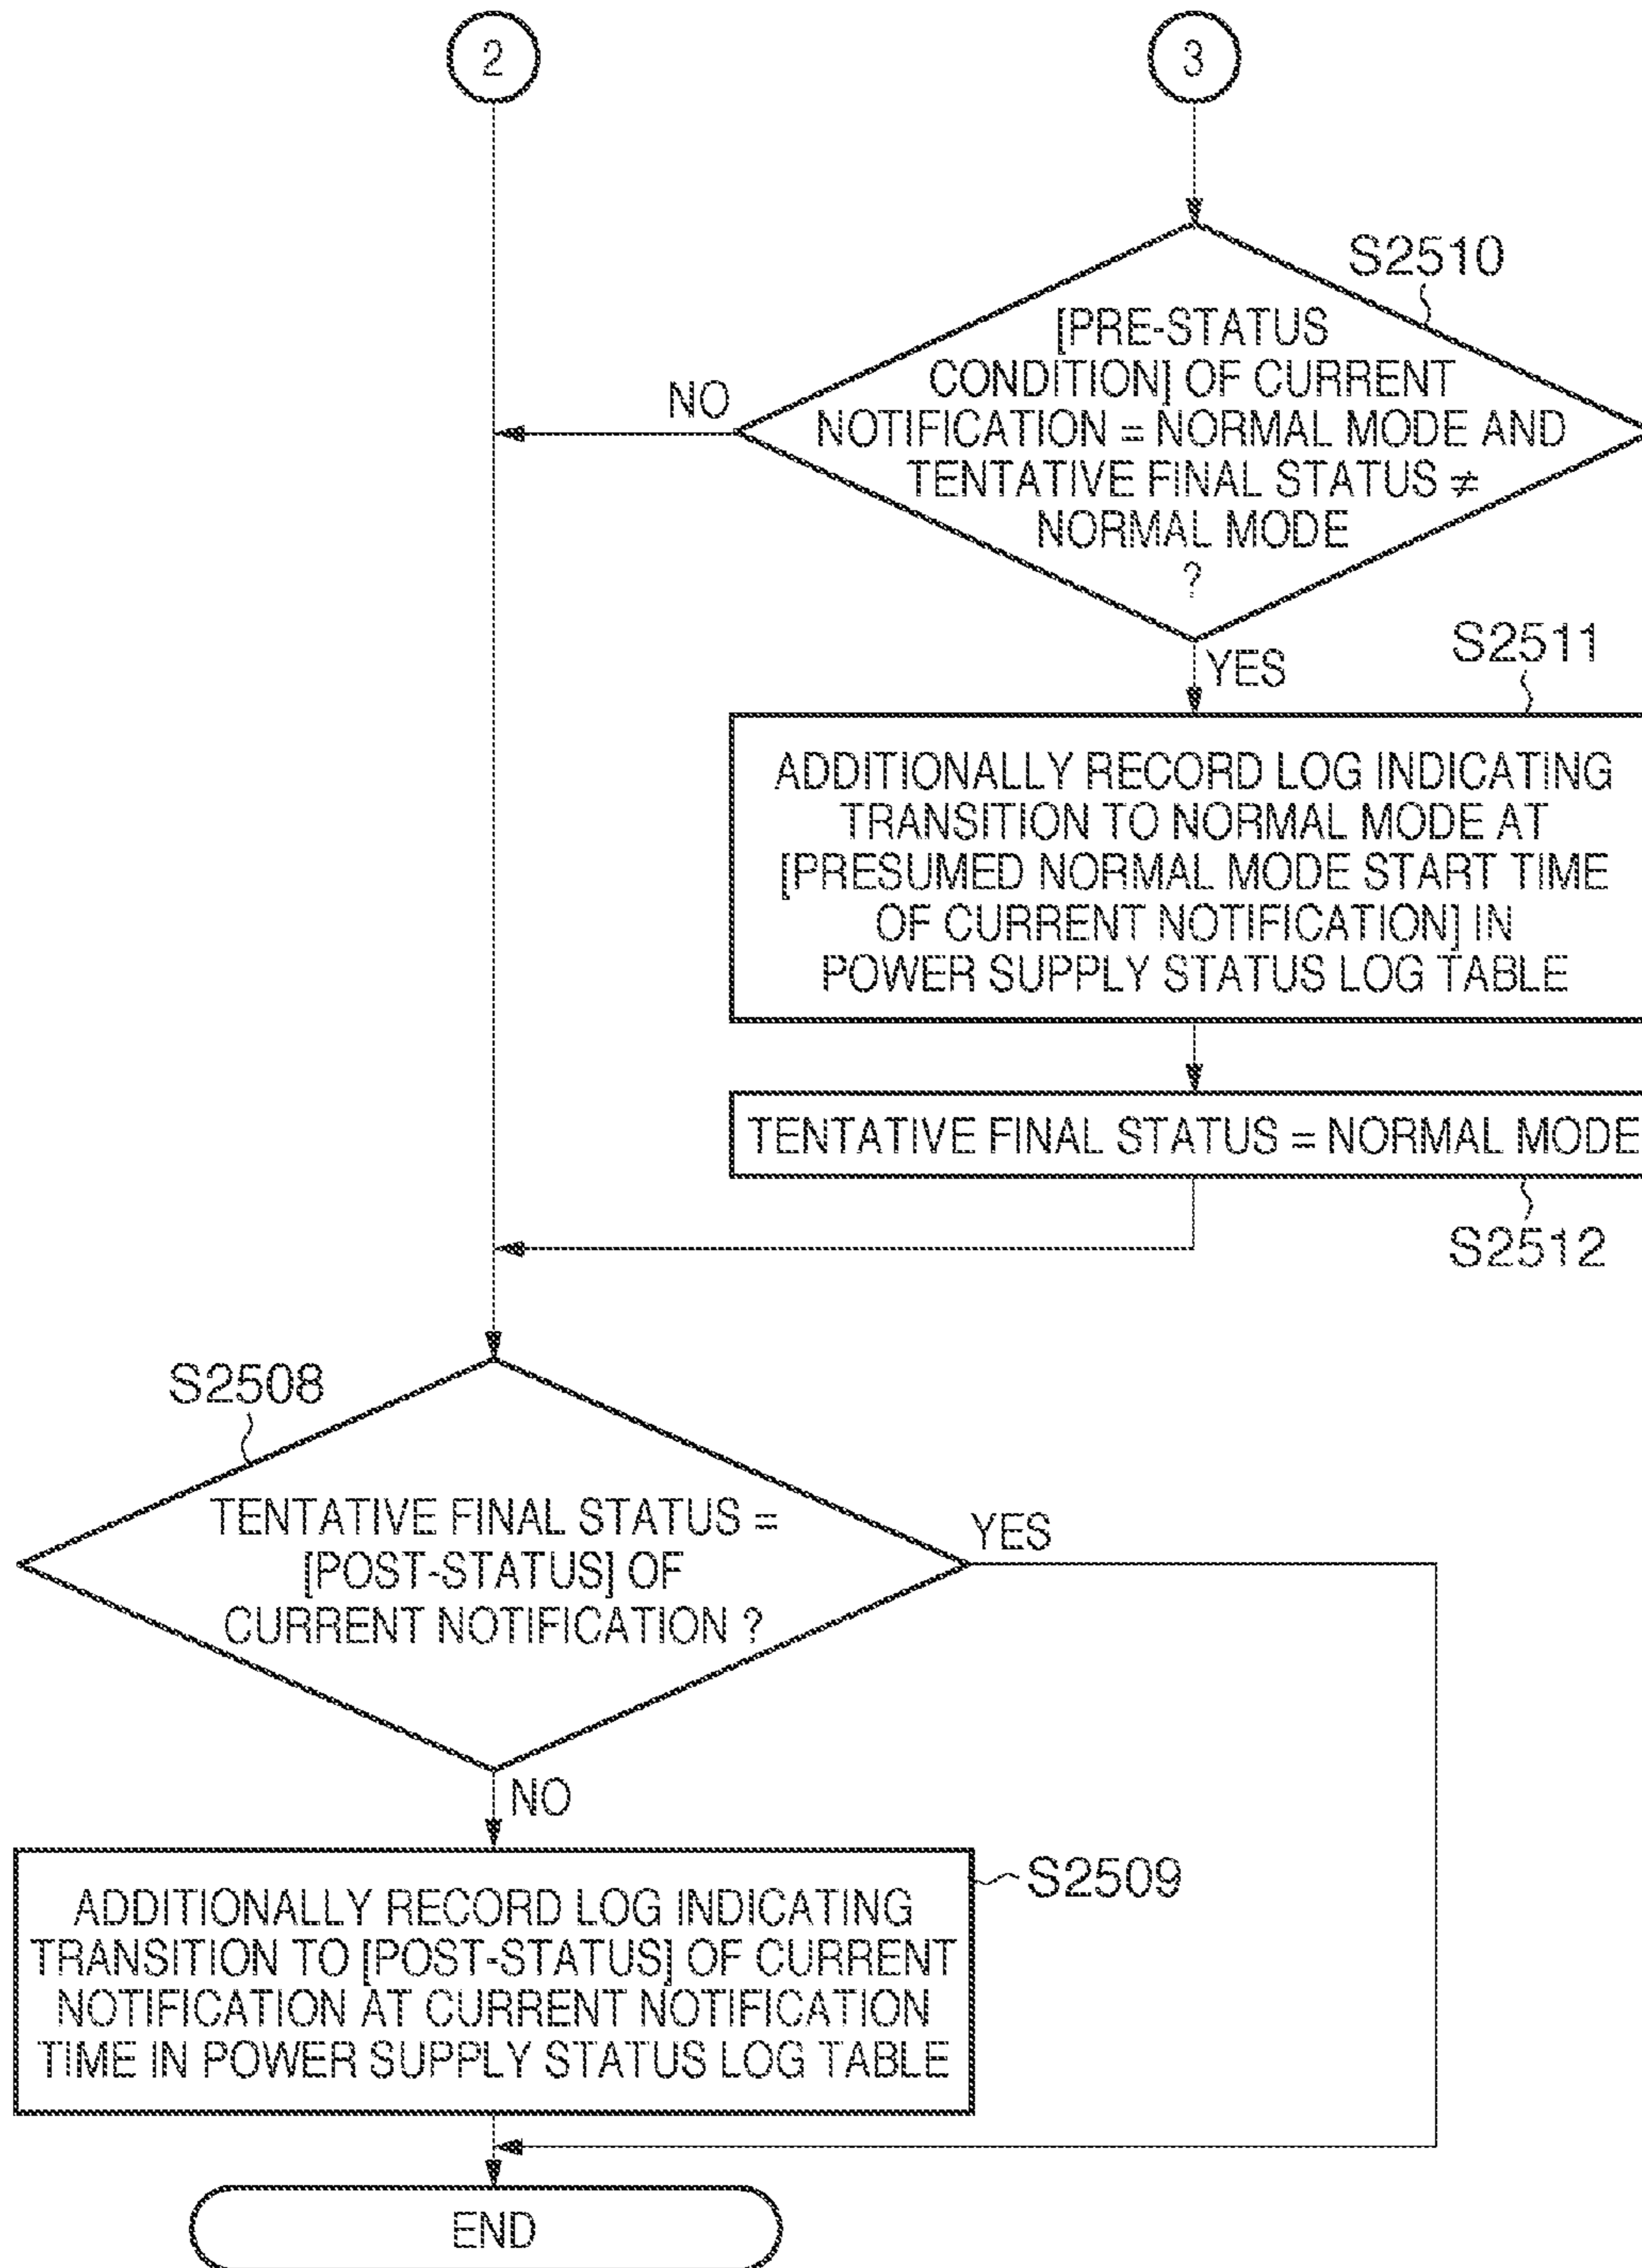 2
3
S2510
[PRE-STATUS
CONDITION] OF CURRENT
NOTIFICATION = NORMAL MODE AND
TENTATIVE FINAL STATUS ≠
NORMAL MODE
?
NO
YES
S2511
ADDITIONALLY RECORD LOG INDICATING
TRANSITION TO NORMAL MODE AT
[PRESUMED NORMAL MODE START TIME
OF CURRENT NOTIFICATION] IN
POWER SUPPLY STATUS LOG TABLE
TENTATIVE FINAL STATUS = NORMAL MODE
S2512
S2508
TENTATIVE FINAL STATUS =
[POST-STATUS] OF
CURRENT NOTIFICATION ?
YES
NO
S2509
ADDITIONALLY RECORD LOG INDICATING
TRANSITION TO [POST-STATUS] OF CURRENT
NOTIFICATION AT CURRENT NOTIFICATION
TIME IN POWER SUPPLY STATUS LOG TABLE
END